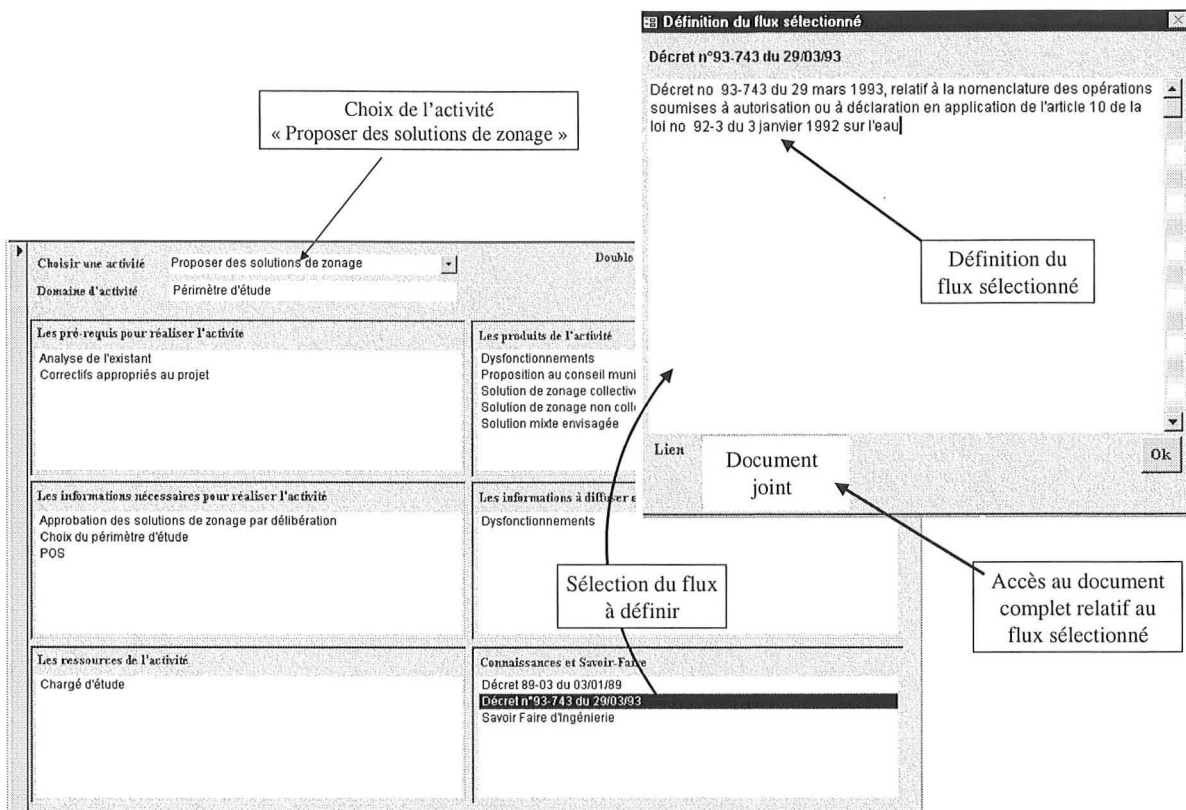 Définition du flux sélectionné
Décret n°93-743 du 29/03/93
Décret no 93-743 du 29 mars 1993, relatif à la nomenclature des opérations
soumises à autorisation ou à déclaration en application de l'article 10 de la
loi no 92-3 du 3 janvier 1992 sur l'eau
Définition du
flux sélectionné
Lien
Document
joint
Ok
Accès au document
complet relatif au
flux sélectionné
Choix de l'activité
« Proposer des solutions de zonage »
Choisir une activité
Proposer des solutions de zonage
Double
Domaine d'activité
Périmètre d'étude
Les pré-requis pour réaliser l'activite
Analyse de l'existant
Correctifs appropriés au projet
Les produits de l'activité
Dysfonctionnements
Proposition au conseil muni
Solution de zonage collectiv
Solution de zonage non coll
Solution mixte envisagée
Les informations nécessaires pour réaliser l'activité
Approbation des solutions de zonage par délibération
Choix du périmètre d'étude
POS
Les informations à diffuser
Dysfonctionnements
Sélection du flux
à définir
Les ressources de l'activité
Chargé d'étude
Connaissances et Savoir-Faire
Décret 89-03 du 03/01/89
Décret n°93-743 du 29/03/93
Savoir Faire d'Ingénierie